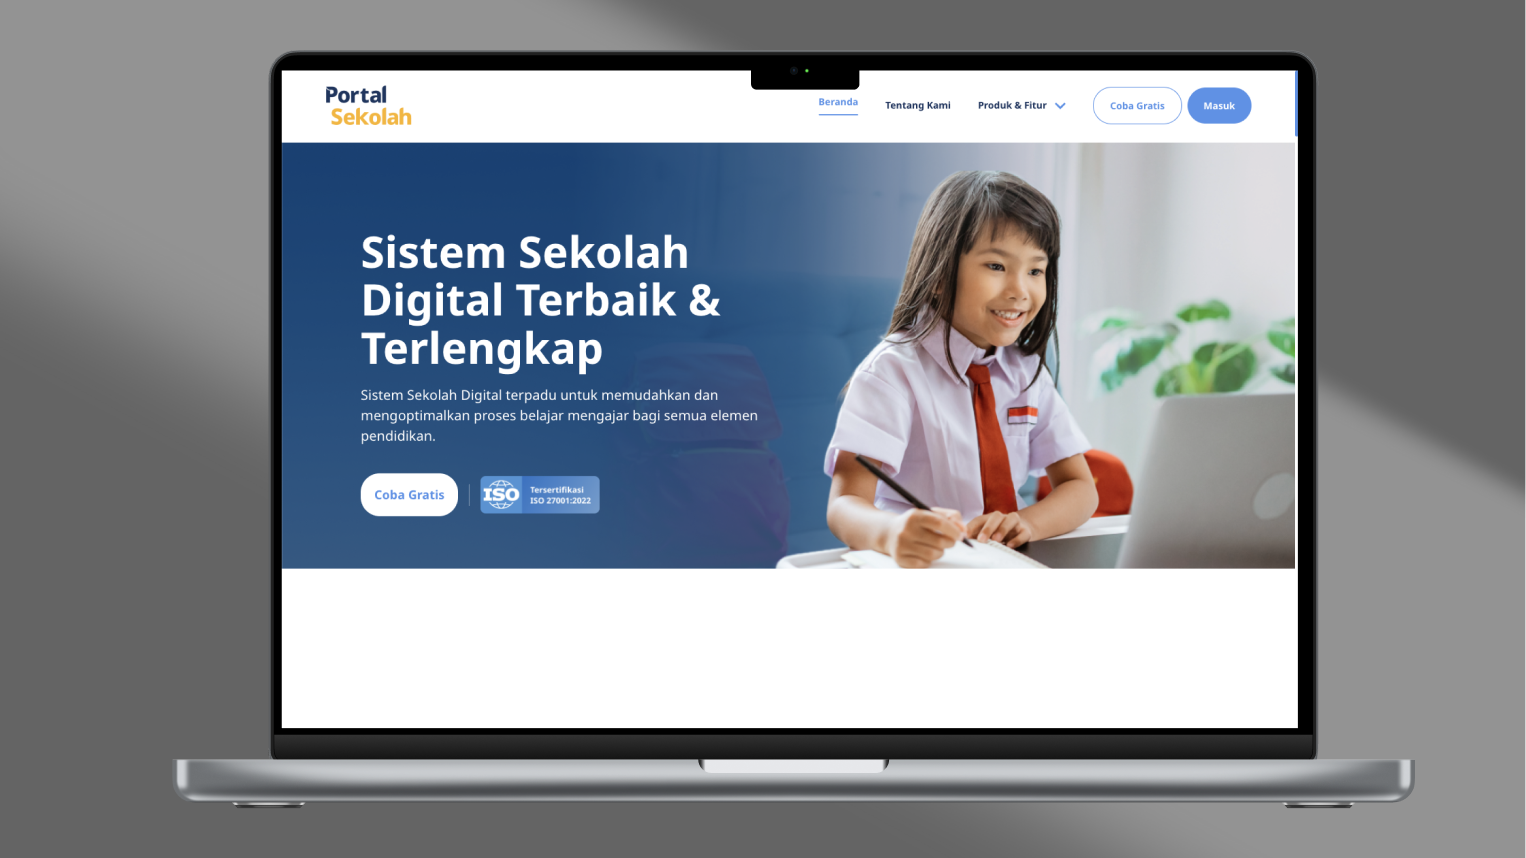 Portal
Sekolah
Beranda
Tentang Kami
Produk & Fitur
Coba Gratis
Masuk
Sistem Sekolah
Digital Terbaik &
Terlengkap
Sistem Sekolah Digital terpadu untuk memudahkan dan
mengoptimalkan proses belajar mengajar bagi semua elemen
pendidikan.
Coba Gratis
ISO
Tersertifikasi
ISO 27001:2022